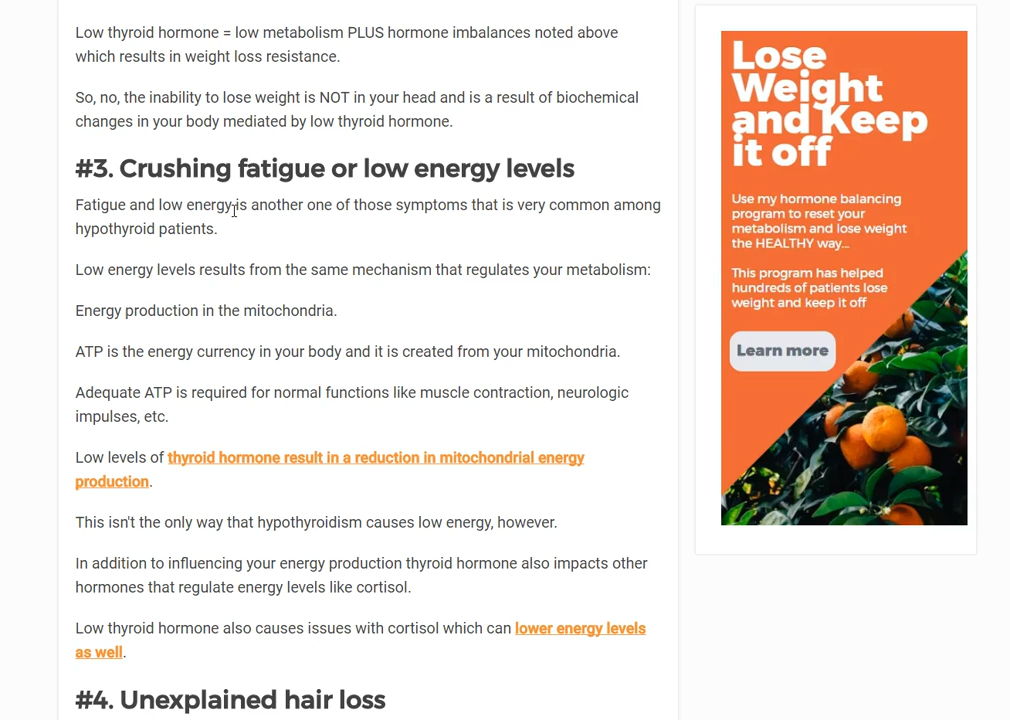 Low thyroid hormone = low metabolism PLUS hormone imbalances noted above
which results in weight loss resistance.
So, no, the inability to lose weight is NOT in your head and is a result of biochemical
changes in your body mediated by low thyroid hormone.
#3. Crushing fatigue or low energy levels
Fatigue and low energy is another one of those symptoms that is very common among
hypothyroid patients.
Low energy levels results from the same mechanism that regulates your metabolism:
Energy production in the mitochondria.
ATP is the energy currency in your body and it is created from your mitochondria.
Adequate ATP is required for normal functions like muscle contraction, neurologic
impulses, etc.
Low levels of thyroid hormone result in a reduction in mitochondrial energy
production.
This isn't the only way that hypothyroidism causes low energy, however.
In addition to influencing your energy production thyroid hormone also impacts other
hormones that regulate energy levels like cortisol.
Low thyroid hormone also causes issues with cortisol which can lower energy levels
as well.
#4. Unexplained hair loss
Lose
Weight
and Keep
it off
Use my hormone balancing
program to reset your
metabolism and lose weight
the HEALTHY way...
This program has helped
hundreds of patients lose
weight and keep it off
Learn more